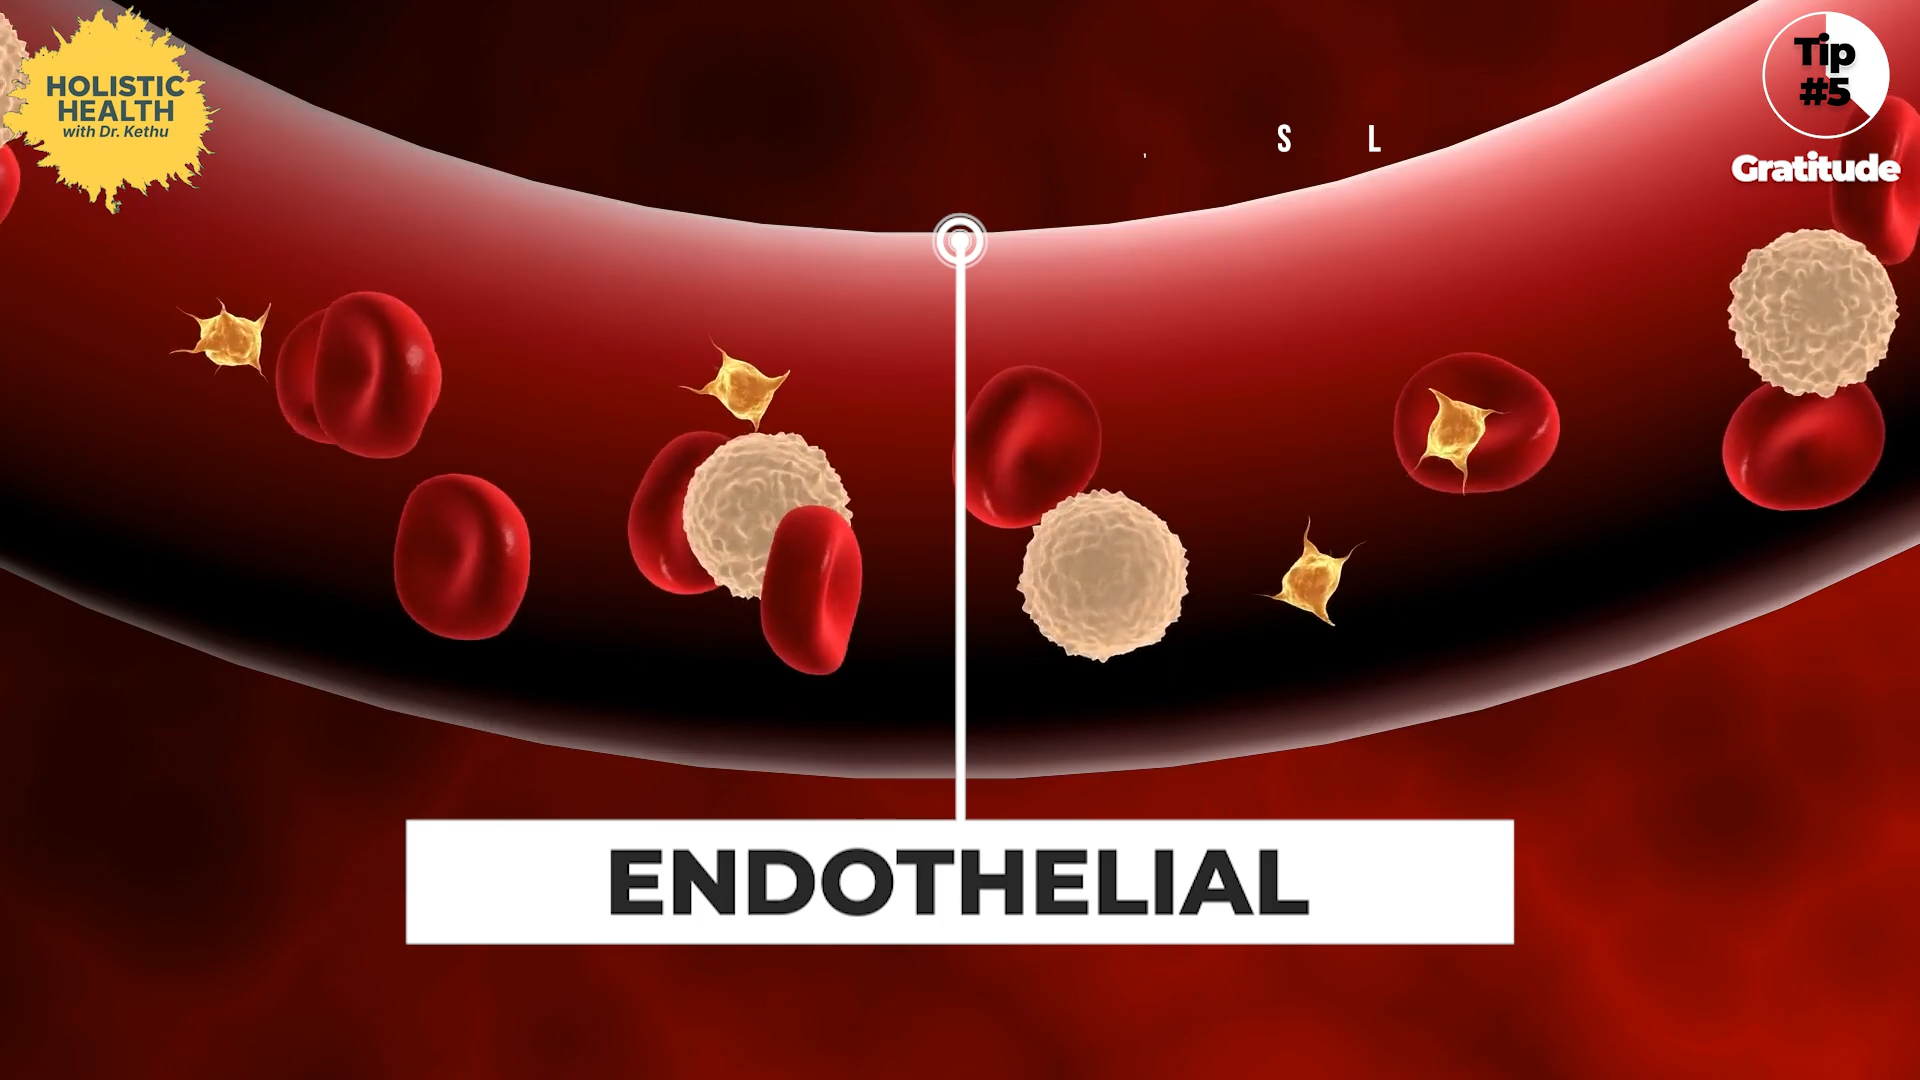 HOLISTIC
HEALTH
with Dr. Kethu
Tip
#5
Gratitude
S L
ENDOTHELIAL